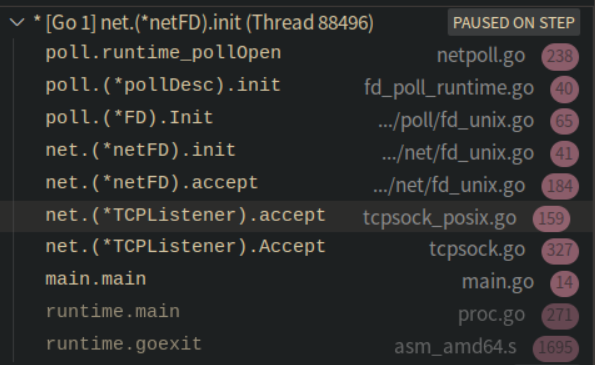 * [Go 1] net.(*netFD).init (Thread 88496) PAUSED ON STEP
poll.runtime_pollOpen netpoll.go 238
poll.(*pollDesc).init fd_poll_runtime.go 40
poll.(*FD).Init .../poll/fd_unix.go 65
net.(*netFD).init .../net/fd_unix.go 41
net.(*netFD).accept .../net/fd_unix.go 184
net.(*TCPListener).accept tcpsock_posix.go 159
net.(*TCPListener).Accept tcpsock.go 327
main.main main.go 14
runtime.main proc.go 271
runtime.goexit asm_amd64.s 1695